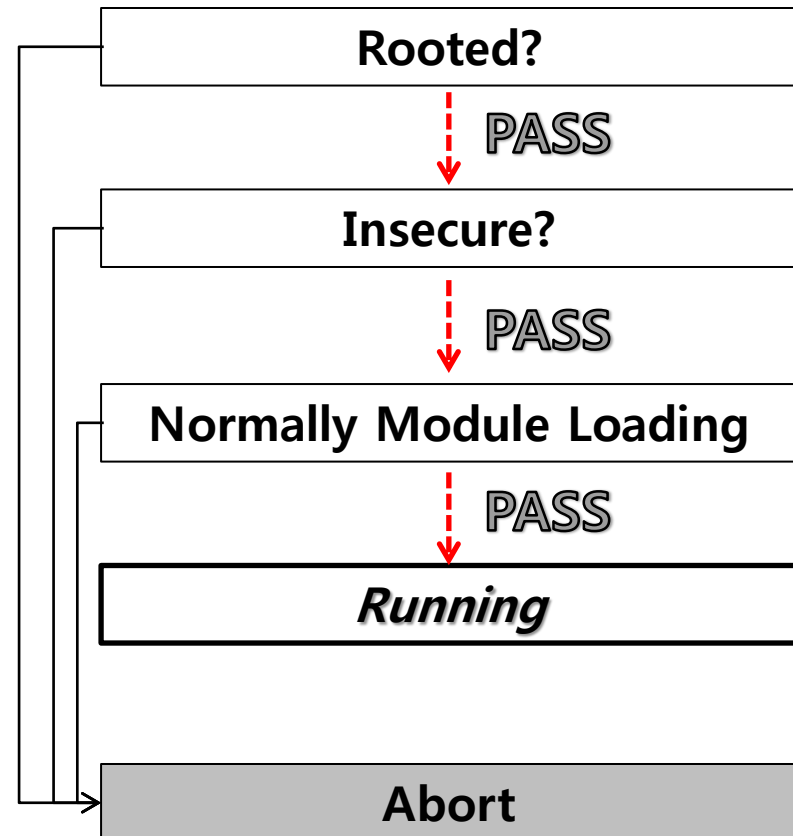 Rooted?
PASS
Insecure?
PASS
Normally Module Loading
PASS
Running
Abort